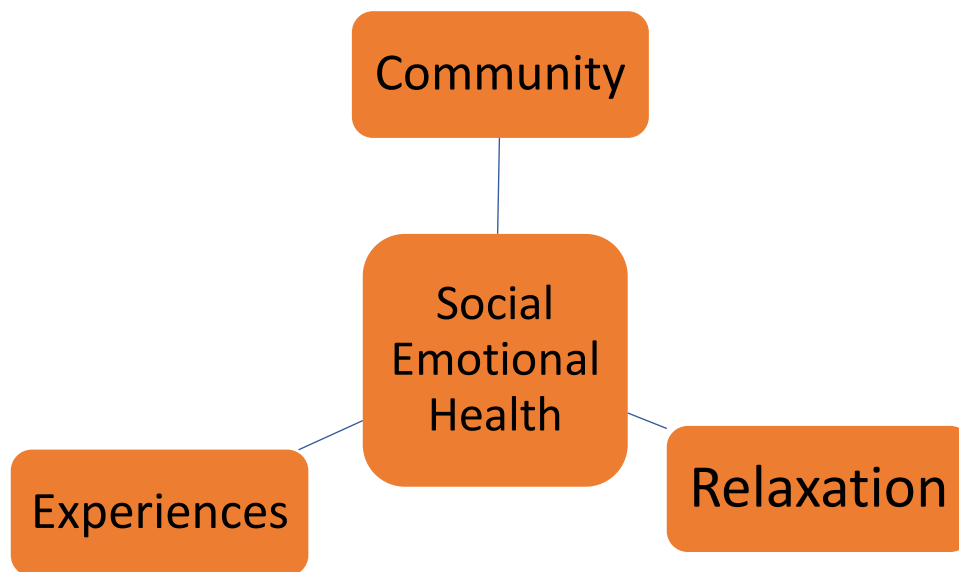 Community
Social
Emotional
Health
Experiences
Relaxation